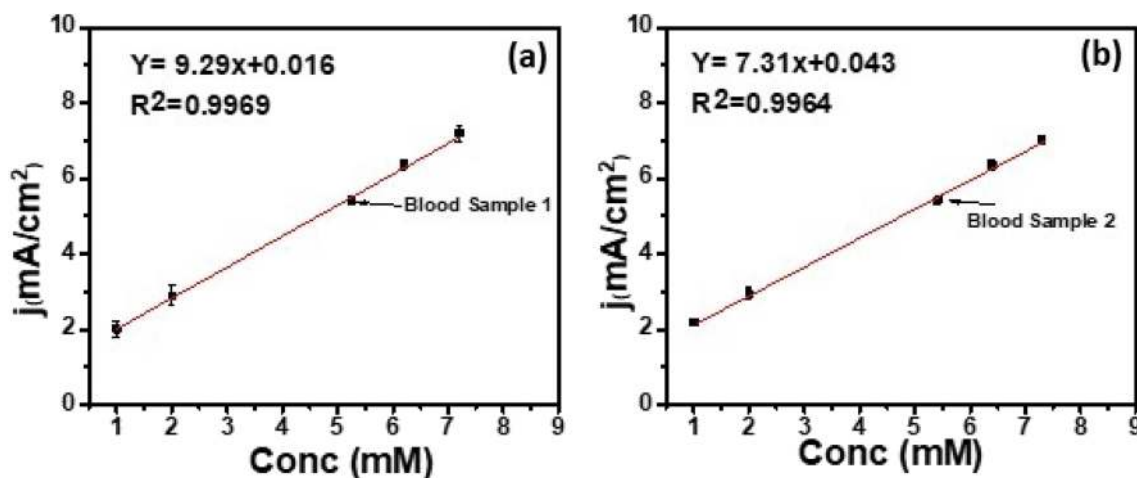 (a)
Y= 9.29x+0.016
R²=0.9969
Blood Sample 1
j(mA/cm²)
10
8
6
4
2
0
1 2 3 4 5 6 7 8 9
Conc (mM)
(b)
Y= 7.31x+0.043
R²=0.9964
Blood Sample 2
j(mA/cm²)
10
8
6
4
2
0
1 2 3 4 5 6 7 8 9
Conc (mM)